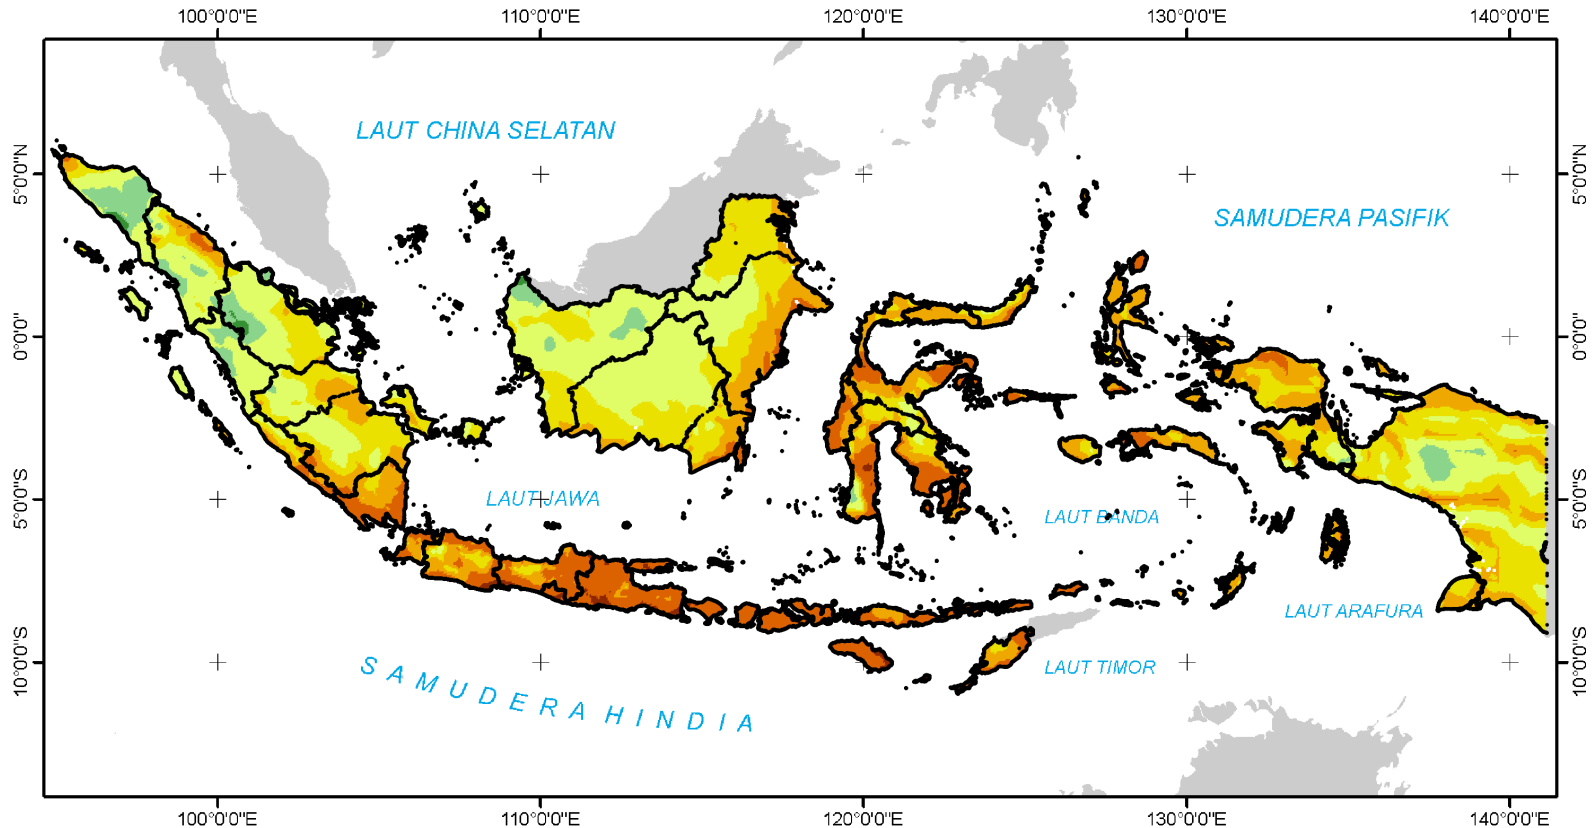 100°0'0"E 110°0'0"E 120°0'0"E 130°0'0"E 140°0'0"E
LAUT CHINA SELATAN
5°0'0"N 5°0'0"N
SAMUDERA PASIFIK
0°0'0" 0°0'0"
LAUT JAWA
5°0'0"S 5°0'0"S
LAUT BANDA
LAUT ARAFURA
10°0'0"S 10°0'0"S
LAUT TIMOR
SAMUDERA HINDIA
100°0'0"E 110°0'0"E 120°0'0"E 130°0'0"E 140°0'0"E